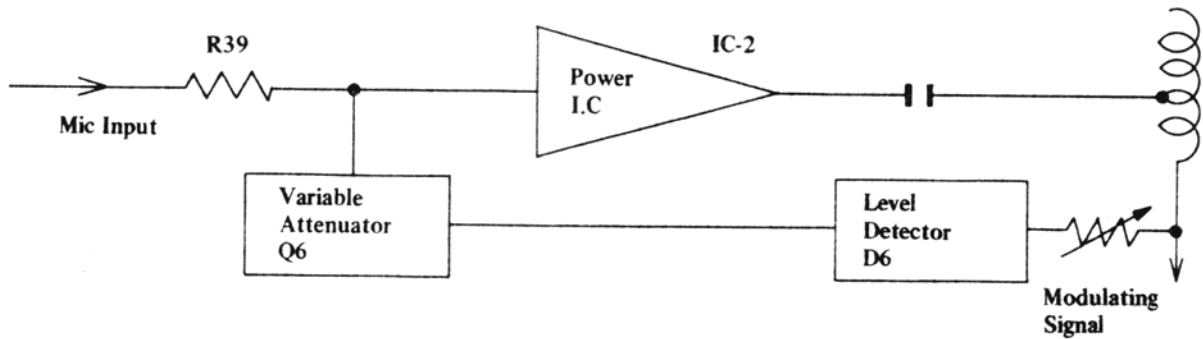 R39
IC-2
Power
I.C
Mic Input
Variable
Attenuator
Q6
Level
Detector
D6
Modulating
Signal